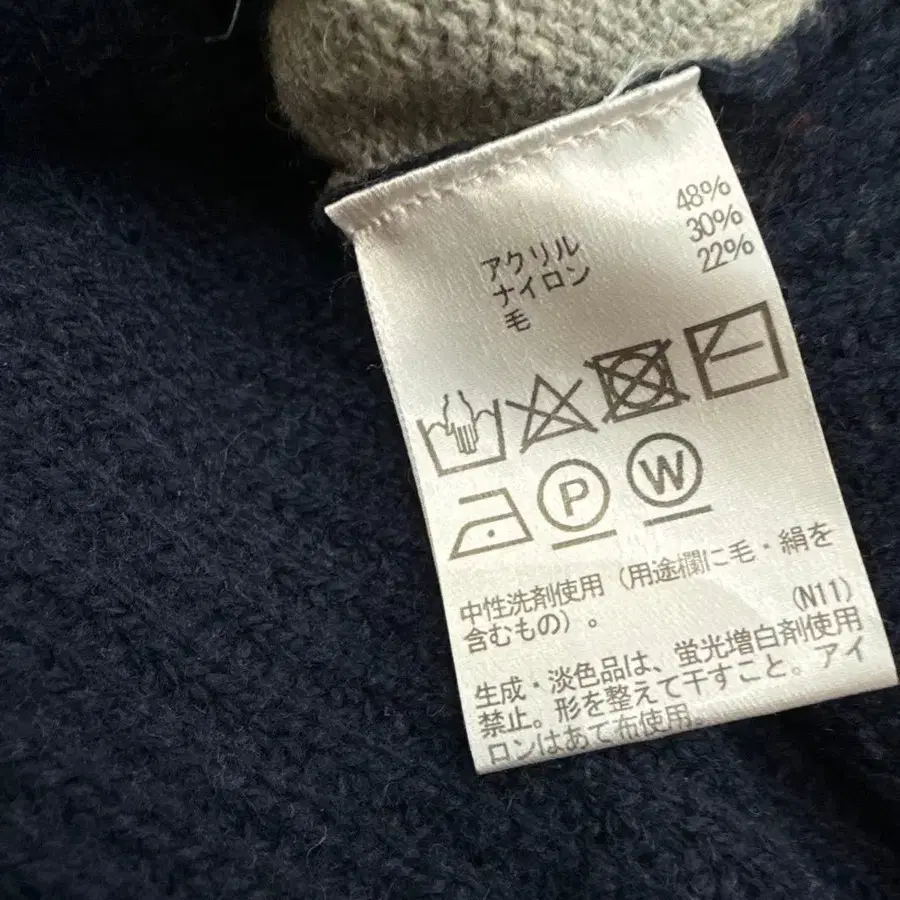 アクリル 48%
ナイロン 30%
毛 22%
P W
中性洗剤使用（用途欄に毛・絹を
含むもの）。 (N11)
生成・淡色品は、蛍光増白剤使用
禁止。形を整えて干すこと。アイ
ロンはあて布使用。